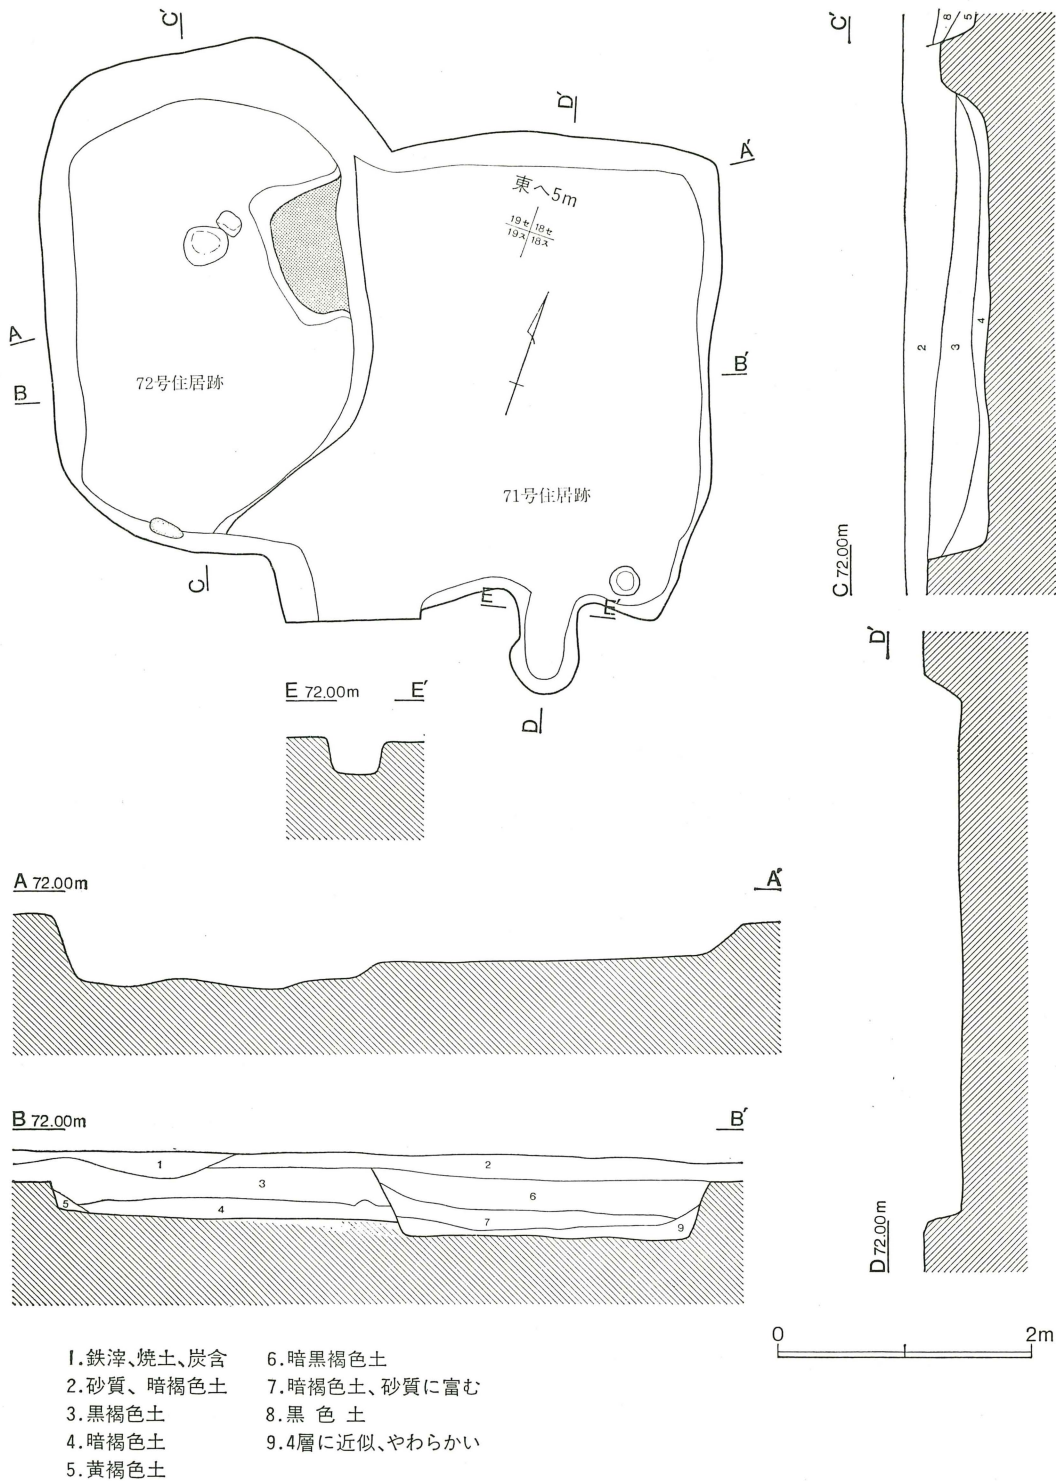 C'
D'
A'
東へ5m
19セ 18セ
19ス 18ス
A
B
B'
72号住居跡
71号住居跡
C
E
E'
D
E 72.00m E'
A 72.00m A'
B 72.00m B'
1
2
3
4
5
6
7
9
C'
8
5
2
3
4
C 72.00m
D'
D 72.00m
0 2m
1.鉄滓、焼土、炭含
2.砂質、暗褐色土
3.黒褐色土
4.暗褐色土
5.黄褐色土
6.暗黒褐色土
7.暗褐色土、砂質に富む
8.黒色土
9.4層に近似、やわらかい